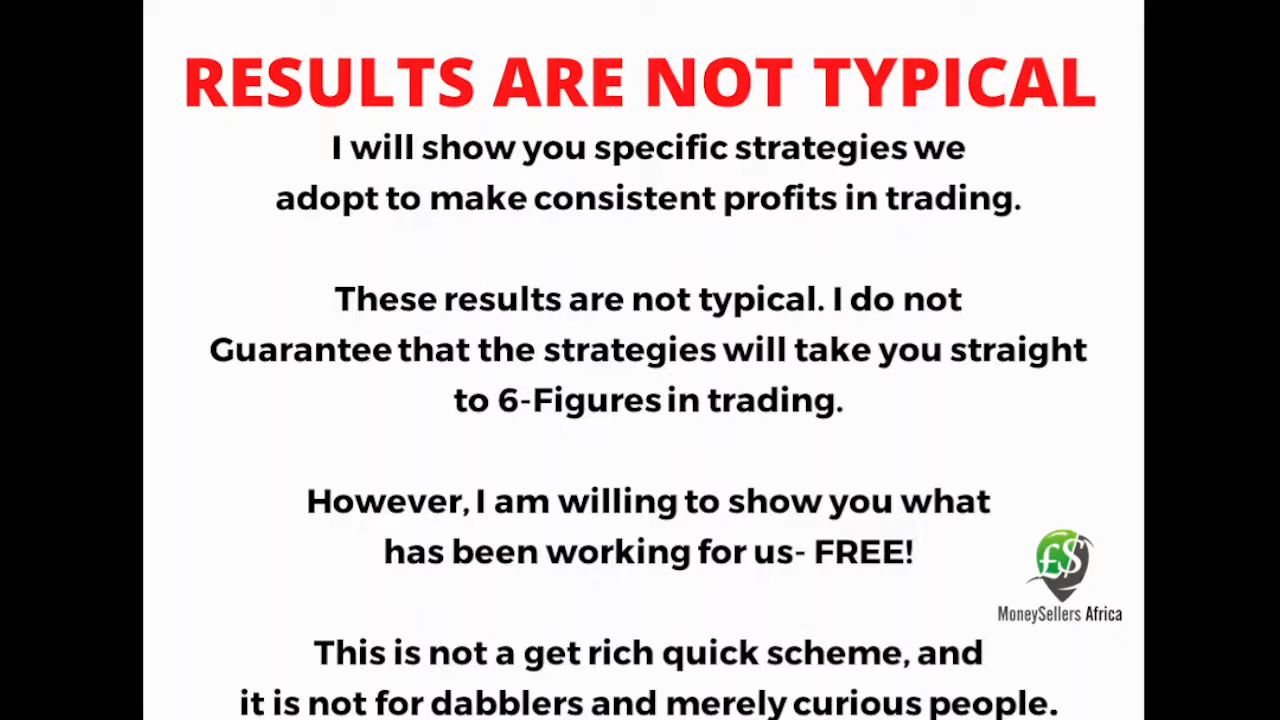 RESULTS ARE NOT TYPICAL
I will show you specific strategies we
adopt to make consistent profits in trading.
These results are not typical. I do not
Guarantee that the strategies will take you straight
to 6-Figures in trading.
However, I am willing to show you what
has been working for us- FREE!
£$
MoneySellers Africa
This is not a get rich quick scheme, and
it is not for dabblers and merely curious people.